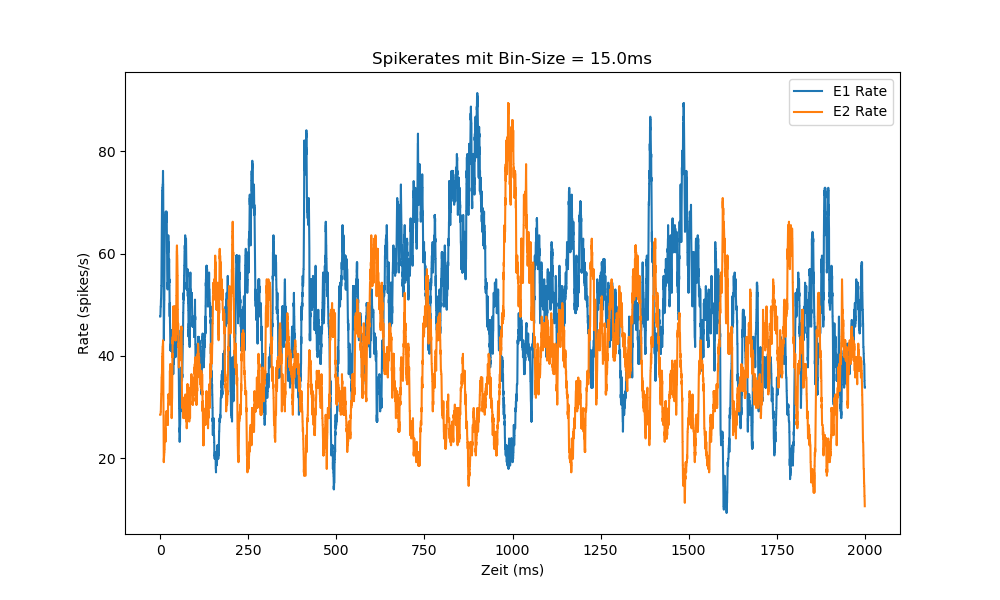 Spikerates mit Bin-Size = 15.0ms
E1 Rate
E2 Rate
Rate (spikes/s)
80
60
40
20
0 250 500 750 1000 1250 1500 1750 2000
Zeit (ms)